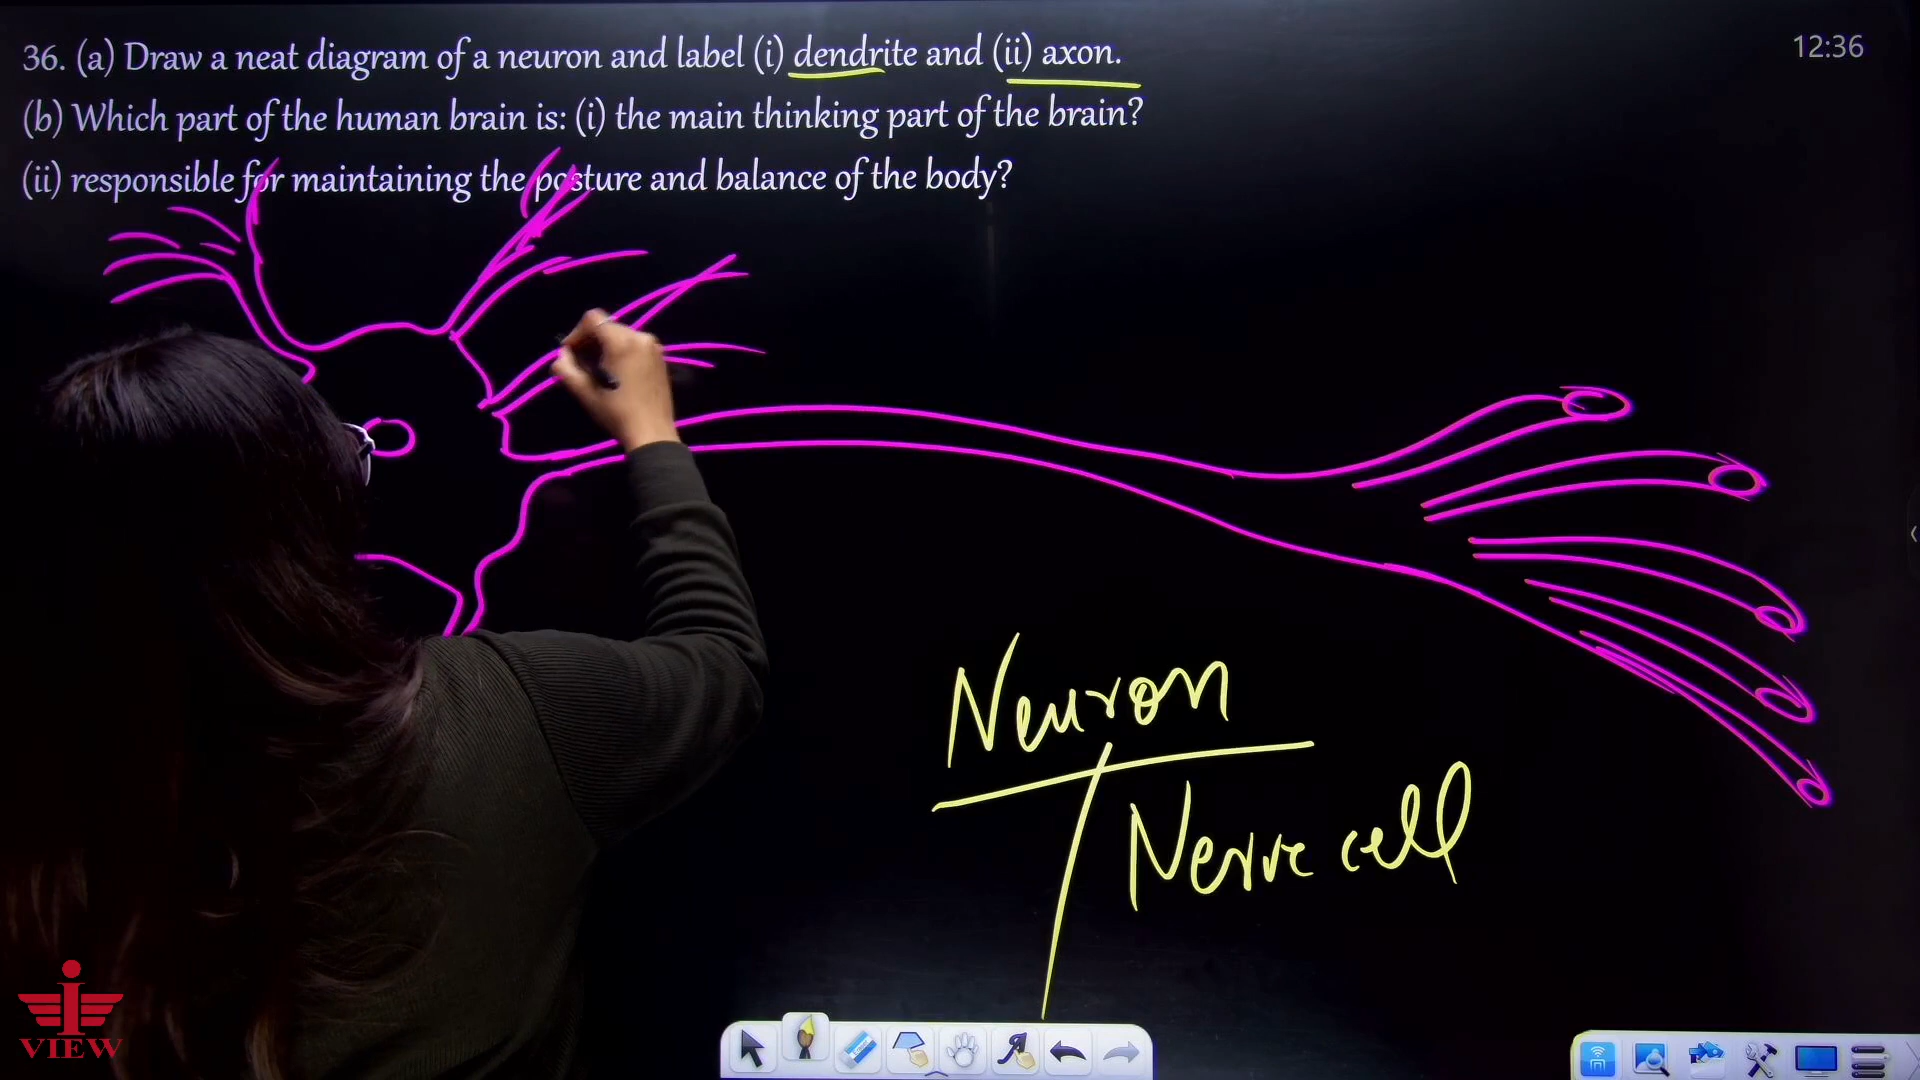 36. (a) Draw a neat diagram of a neuron and label (i) dendrite and (ii) axon.
12:36
(b) Which part of the human brain is: (i) the main thinking part of the brain?
(ii) responsible for maintaining the posture and balance of the body?
Neuron
Nerve cell
VIEW